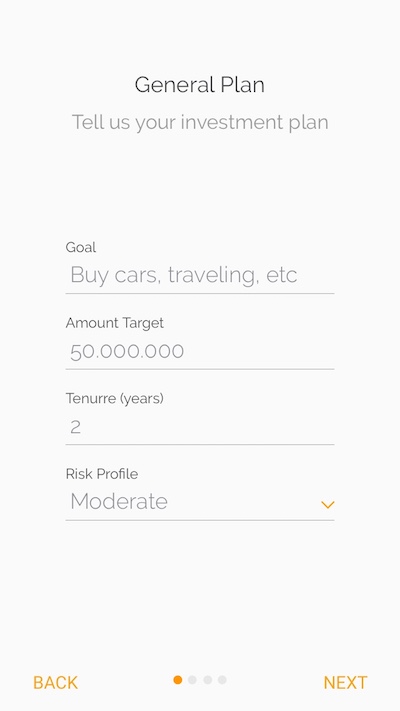 General Plan
Tell us your investment plan
Goal
Buy cars, traveling, etc
Amount Target
50.000.000
Tenurre (years)
2
Risk Profile
Moderate
BACK
NEXT